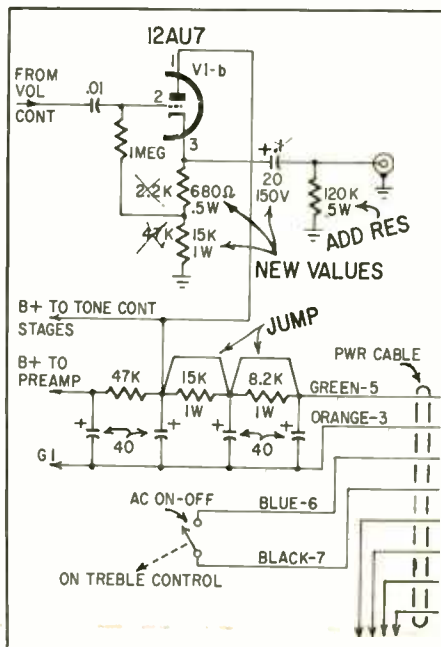 12AU7
1
V1-b
FROM
VOL
CONT
.01
2
3
1MEG
2.2K
680Ω
.5W
47K
15K
1W
+
20
150V
120K
.5W
ADD RES
NEW VALUES
B+ TO TONE CONT
STAGES
JUMP
B+ TO
PREAMP
47K
15K
1W
8.2K
1W
PWR CABLE
GREEN-5
ORANGE-3
+
40
+
+
40
+
G1
AC ON-OFF
BLUE-6
BLACK-7
ON TREBLE CONTROL